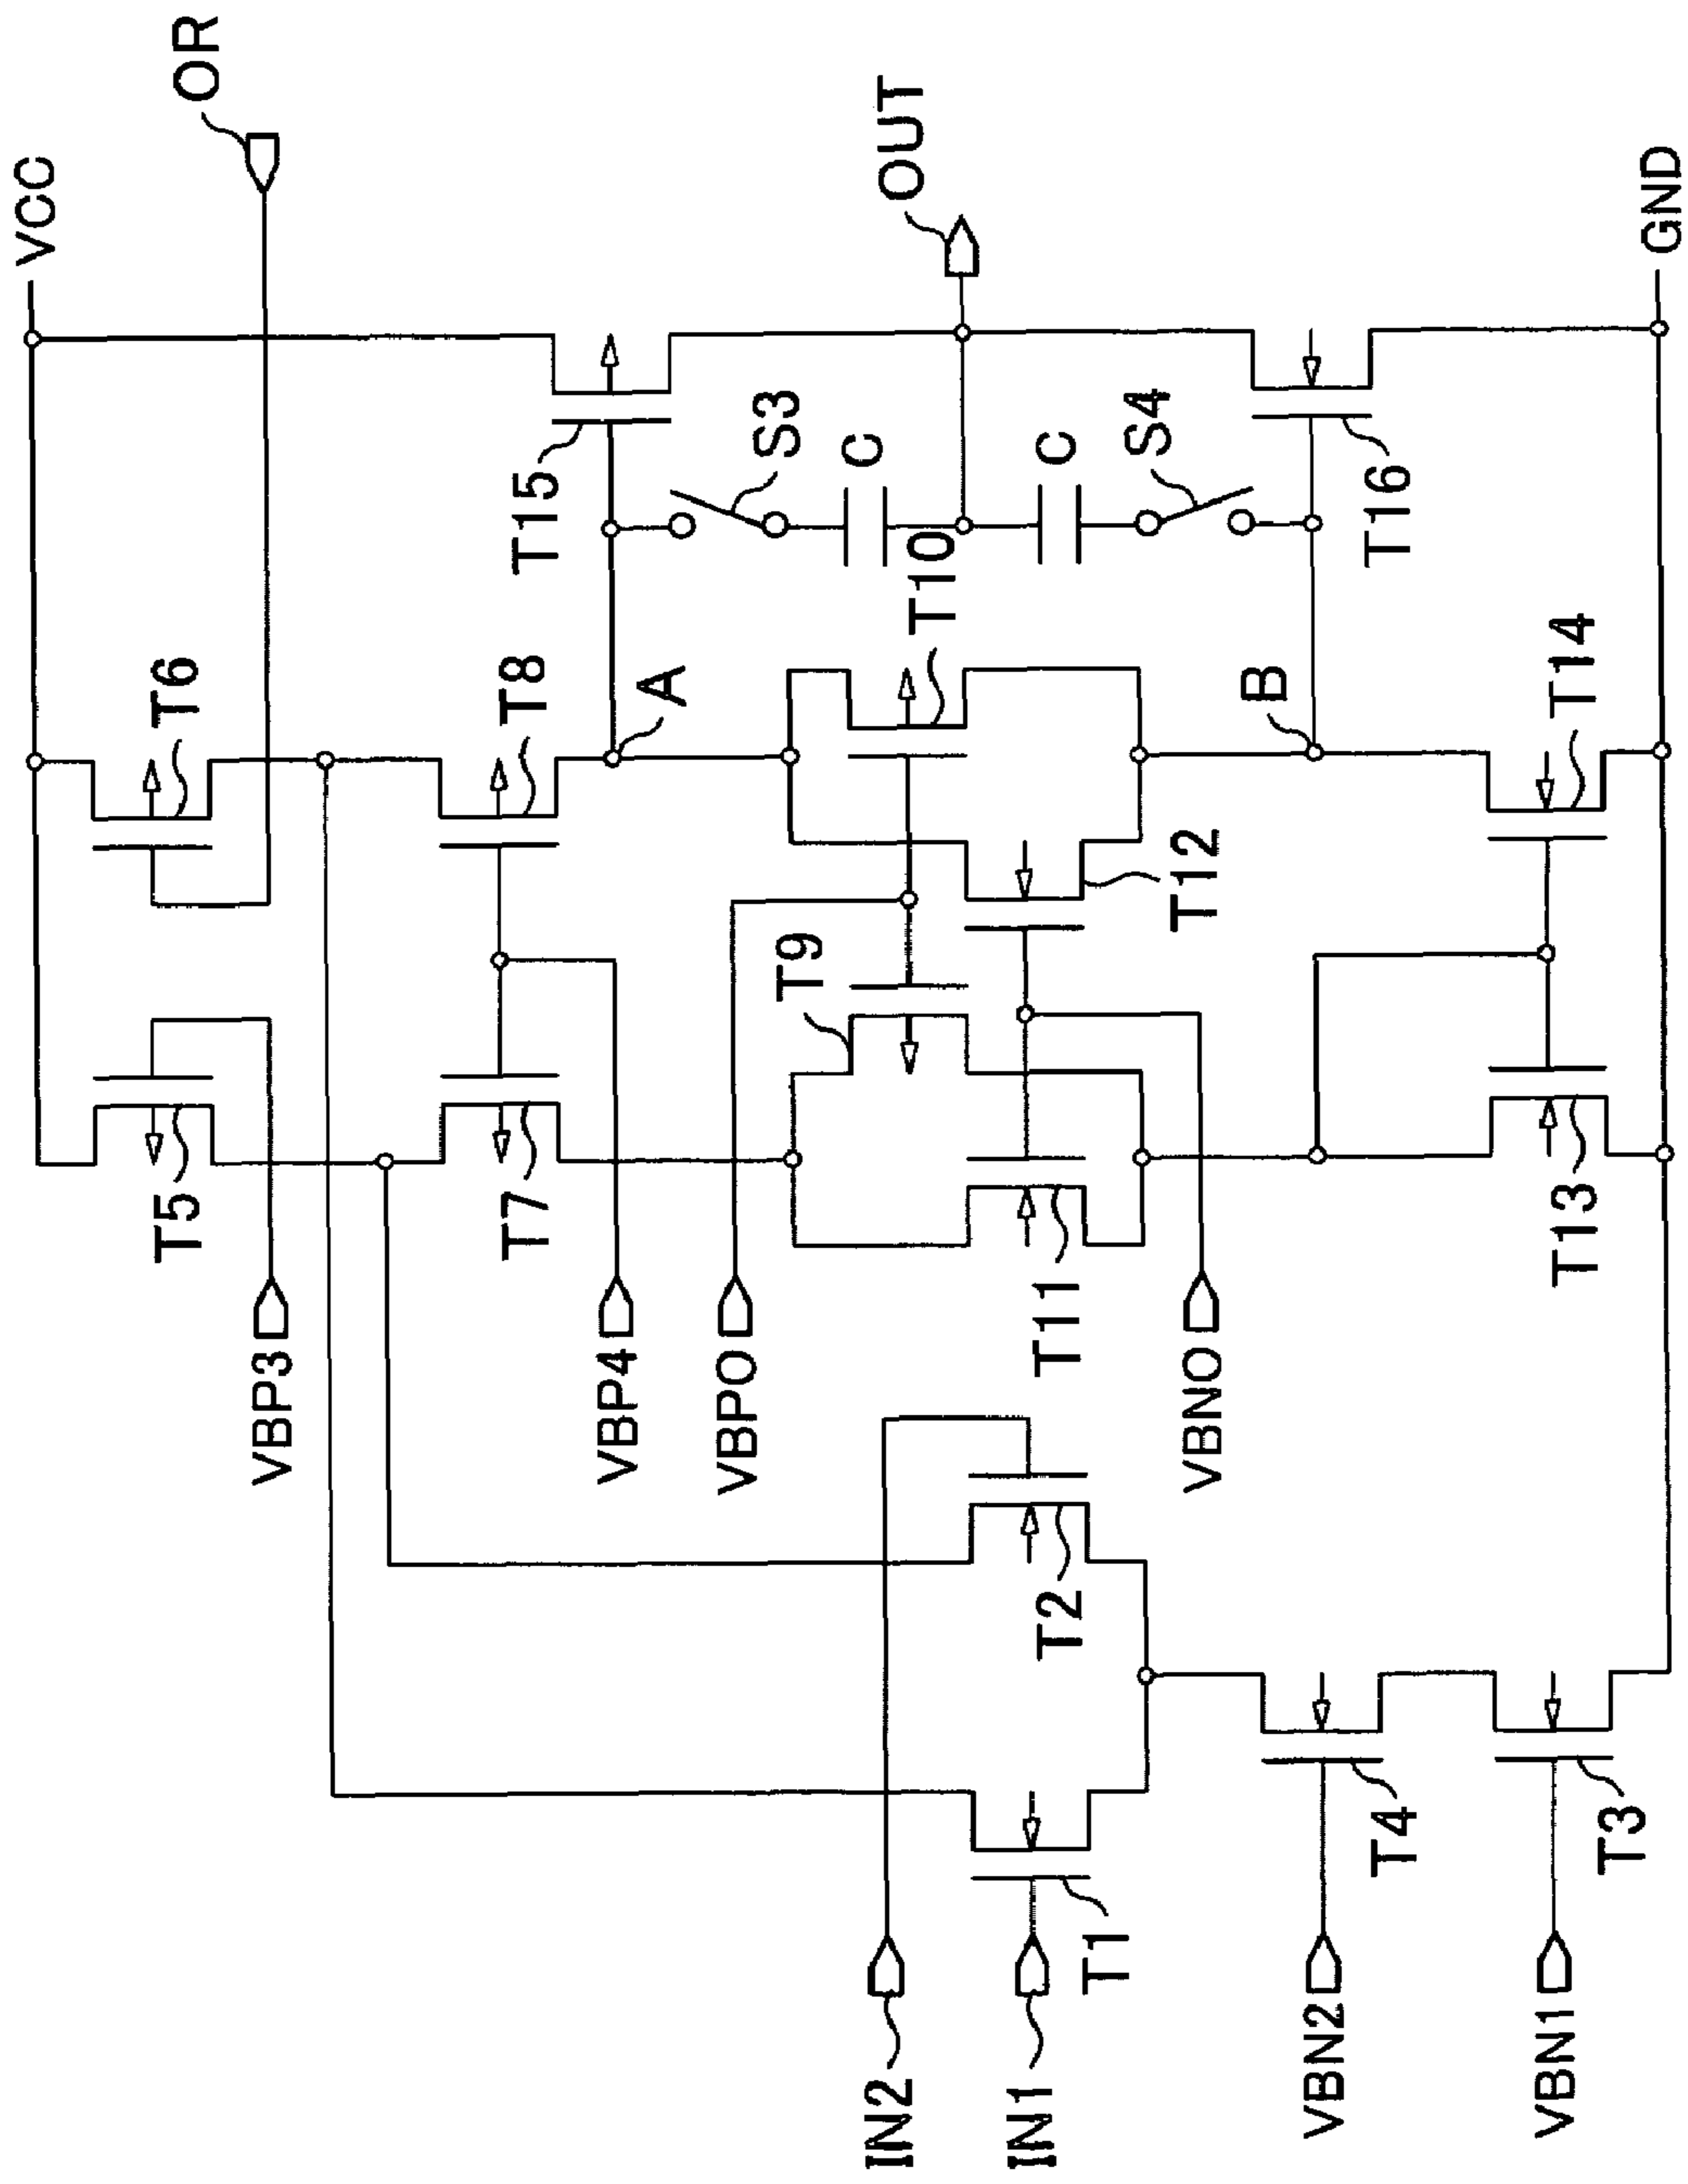 VCC
OR
T5
T6
VBP3
T7
T8
VBP4
T15
A
S3
VBPO
T9
C
T10
OUT
IN2
IN1
T1
T2
T11
T12
C
S4
VBNO
B
T16
VBN2
T4
T13
T14
VBN1
T3
GND